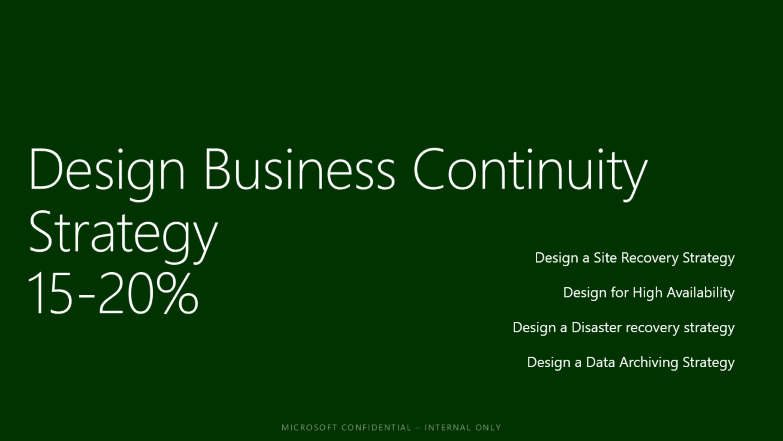 Design Business Continuity
Strategy
15-20%
Design a Site Recovery Strategy
Design for High Availability
Design a Disaster recovery strategy
Design a Data Archiving Strategy
MICROSOFT CONFIDENTIAL – INTERNAL ONLY